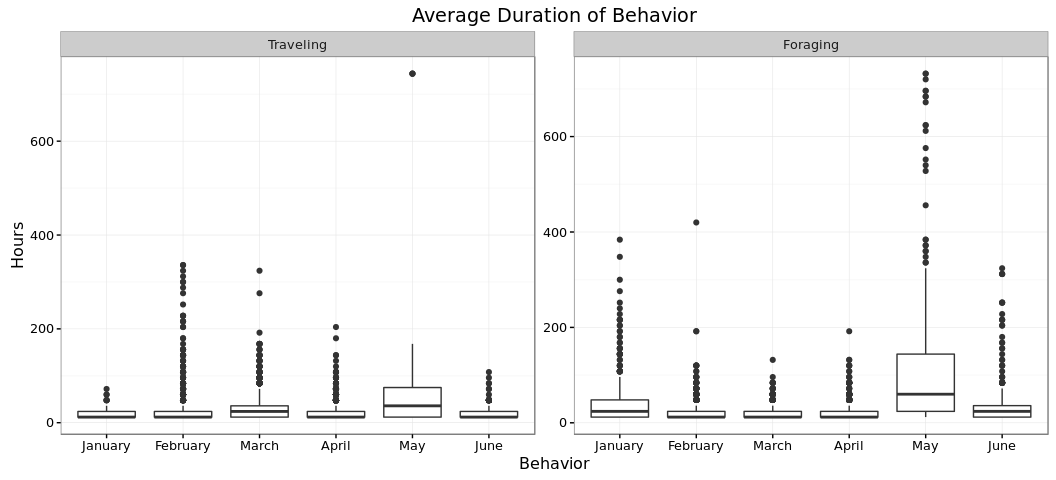 Average Duration of Behavior
Traveling
Foraging
Hours
600
400
200
0
600
400
200
0
January February March April May June
January February March April May June
Behavior